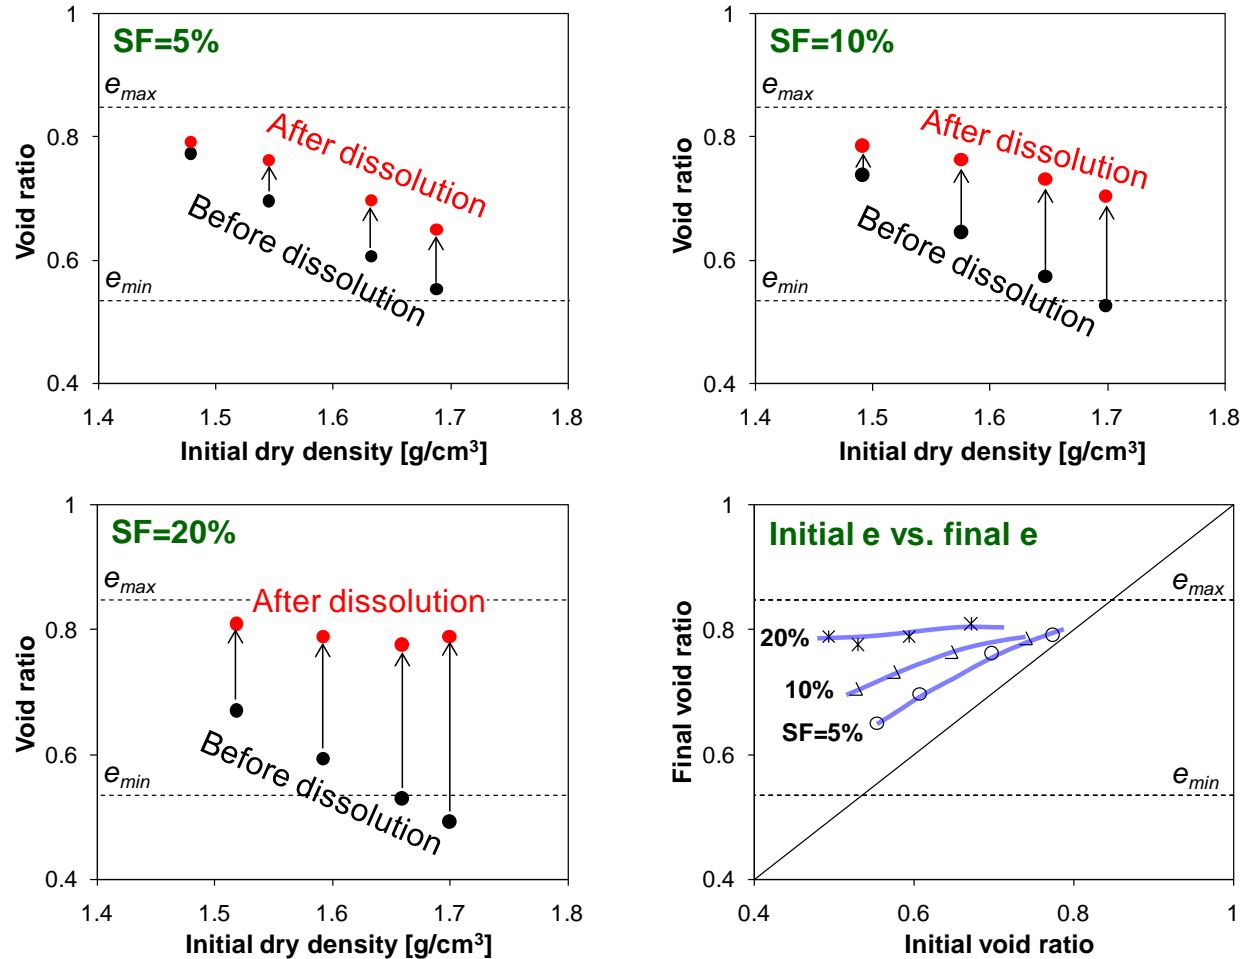 SF=5%
e_max
After dissolution
Before dissolution
e_min
Void ratio
1
0.8
0.6
0.4
1.4 1.5 1.6 1.7 1.8
Initial dry density [g/cm³]
SF=10%
e_max
After dissolution
Before dissolution
e_min
Void ratio
1
0.8
0.6
0.4
1.4 1.5 1.6 1.7 1.8
Initial dry density [g/cm³]
SF=20%
e_max
After dissolution
Before dissolution
e_min
Void ratio
1
0.8
0.6
0.4
1.4 1.5 1.6 1.7 1.8
Initial dry density [g/cm³]
Initial e vs. final e
e_max
20%
10%
SF=5%
e_min
Final void ratio
1
0.8
0.6
0.4
0.4 0.6 0.8 1
Initial void ratio